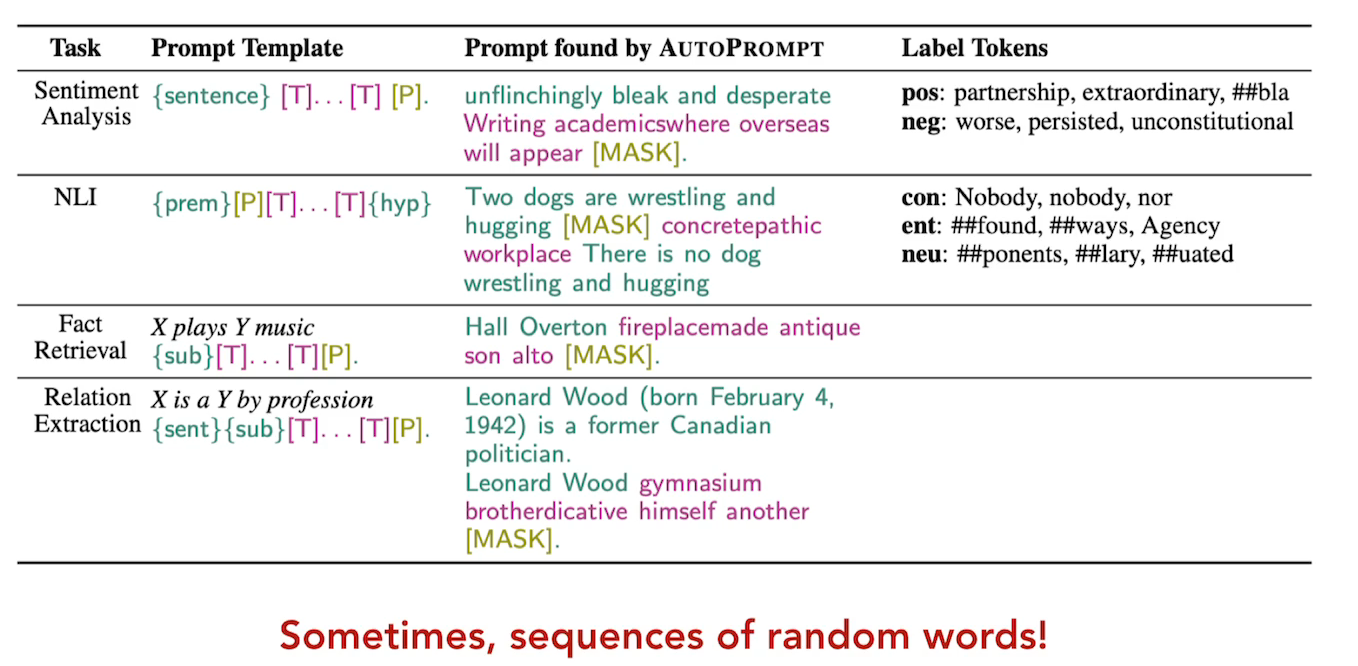 Task Prompt Template Prompt found by AUTOPROMPT Label Tokens
Sentiment Analysis
{sentence} [T]. . . [T] [P].
unflinchingly bleak and desperate
Writing academicswhere overseas
will appear [MASK].
pos: partnership, extraordinary, ##bla
neg: worse, persisted, unconstitutional
NLI
{prem}[P][T]. . . [T]{hyp}
Two dogs are wrestling and
hugging [MASK] concretepathic
workplace There is no dog
wrestling and hugging
con: Nobody, nobody, nor
ent: ##found, ##ways, Agency
neu: ##ponents, ##lary, ##uated
Fact
Retrieval
X plays Y music
{sub}[T]. . . [T][P].
Hall Overton fireplacemade antique
son alto [MASK].
Relation
Extraction
X is a Y by profession
{sent}{sub}[T]. . . [T][P].
Leonard Wood (born February 4,
1942) is a former Canadian
politician.
Leonard Wood gymnasium
brotherdicative himself another
[MASK].
Sometimes, sequences of random words!